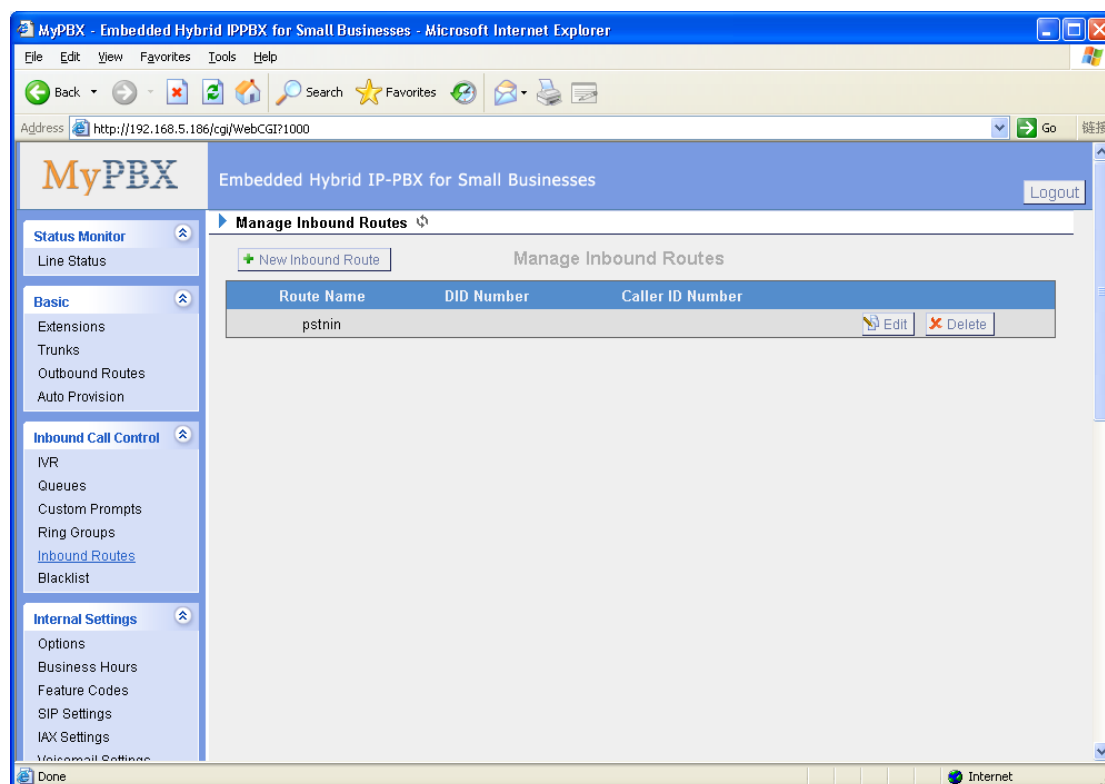 MyPBX - Embedded Hybrid IPPBX for Small Businesses - Microsoft Internet Explorer
File Edit View Favorites Tools Help
Back Search Favorites
Address http://192.168.5.186/cgi/WebCGI?1000 Go 链接
MyPBX
Embedded Hybrid IP-PBX for Small Businesses
Logout
Status Monitor
Line Status
Basic
Extensions
Trunks
Outbound Routes
Auto Provision
Inbound Call Control
IVR
Queues
Custom Prompts
Ring Groups
Inbound Routes
Blacklist
Internal Settings
Options
Business Hours
Feature Codes
SIP Settings
IAX Settings
Voicemail Settings
Manage Inbound Routes
New Inbound Route
Manage Inbound Routes
Route Name DID Number Caller ID Number
pstnin Edit Delete
Done Internet